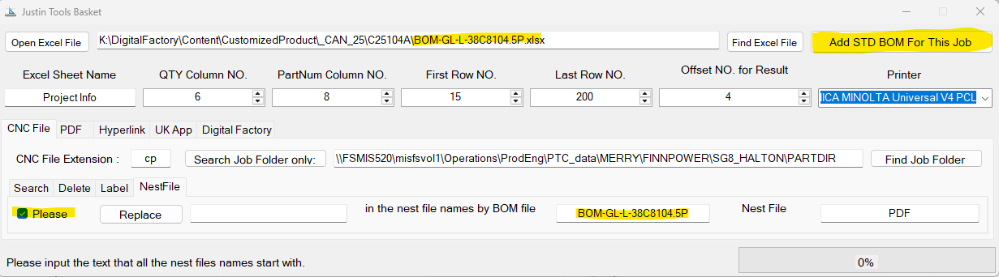 Justin Tools Basket
Open Excel File K:\DigitalFactory\Content\CustomizedProduct\_CAN_25\C25104A\BOM-GL-L-38C8104.5P.xlsx Find Excel File Add STD BOM For This Job
Excel Sheet Name QTY Column NO. PartNum Column NO. First Row NO. Last Row NO. Offset NO. for Result Printer
Project Info 6 8 15 200 4 ICA MINOLTA Universal V4 PCL
CNC File PDF Hyperlink UK App Digital Factory
CNC File Extension : cp Search Job Folder only: \\FSMIS520\misfsvol1\Operations\ProdEng\PTC_data\MERRY\FINNPOWER\SG8_HALTON\PARTDIR Find Job Folder
Search Delete Label NestFile
Please Replace in the nest file names by BOM file BOM-GL-L-38C8104.5P Nest File PDF
Please input the text that all the nest files names start with. 0%